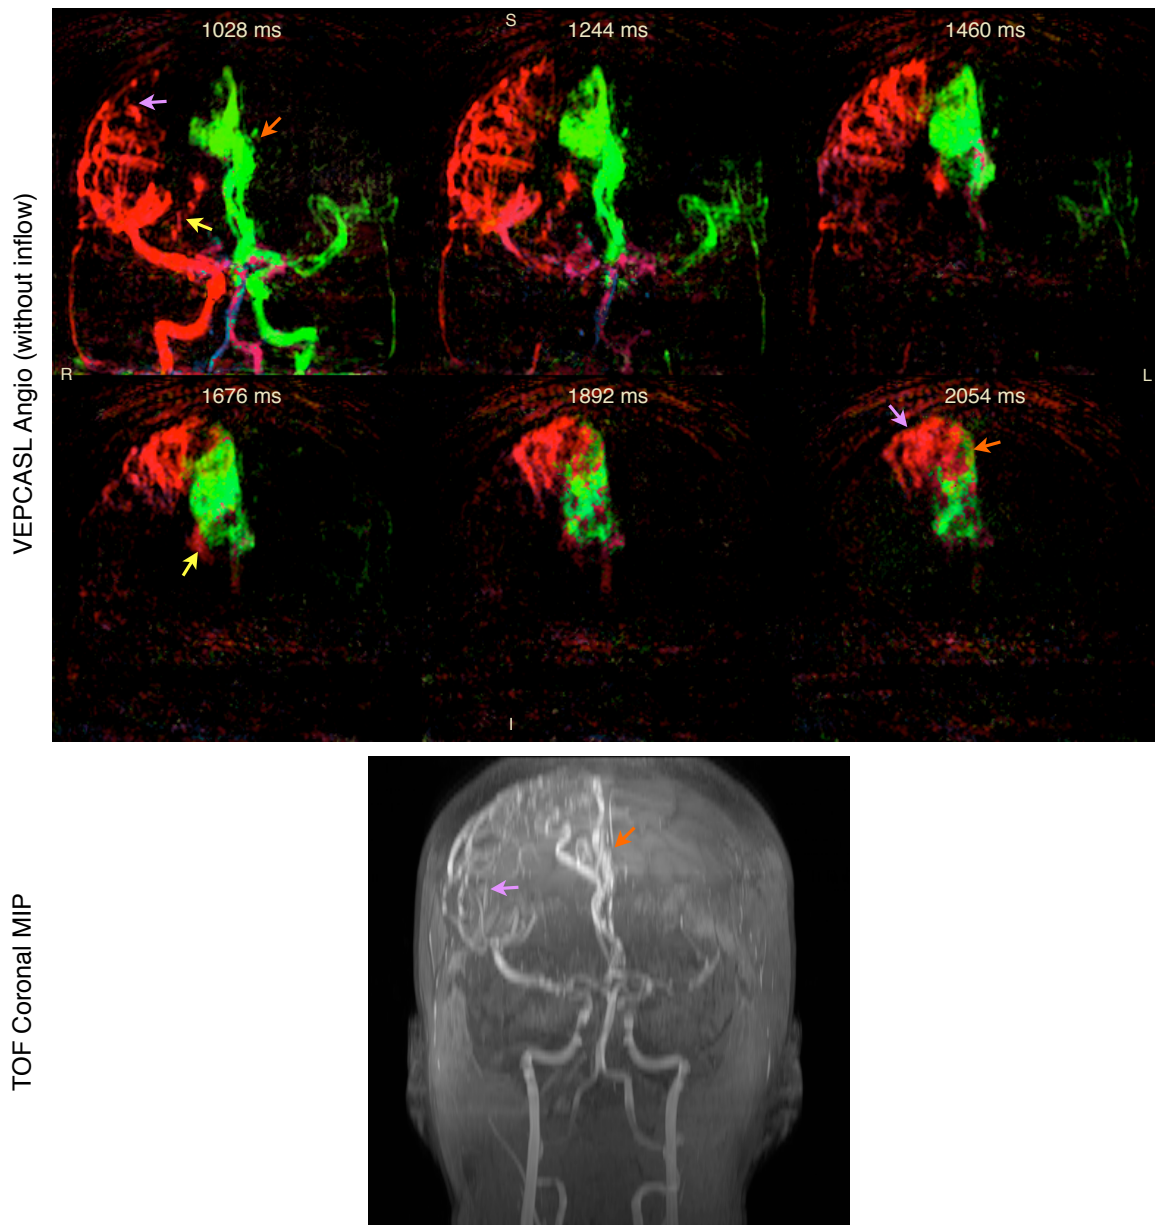 S
1028 ms
1244 ms
1460 ms
VEPCASL Angio (without inflow)
R
L
1676 ms
1892 ms
2054 ms
I
TOF Coronal MIP